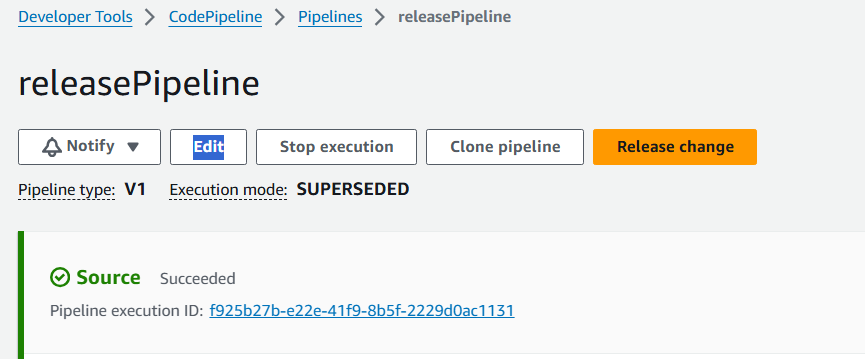 Developer Tools > CodePipeline > Pipelines > releasePipeline
releasePipeline
Notify Edit Stop execution Clone pipeline Release change
Pipeline type: V1 Execution mode: SUPERSEDED
Source Succeeded
Pipeline execution ID: f925b27b-e22e-41f9-8b5f-2229d0ac1131